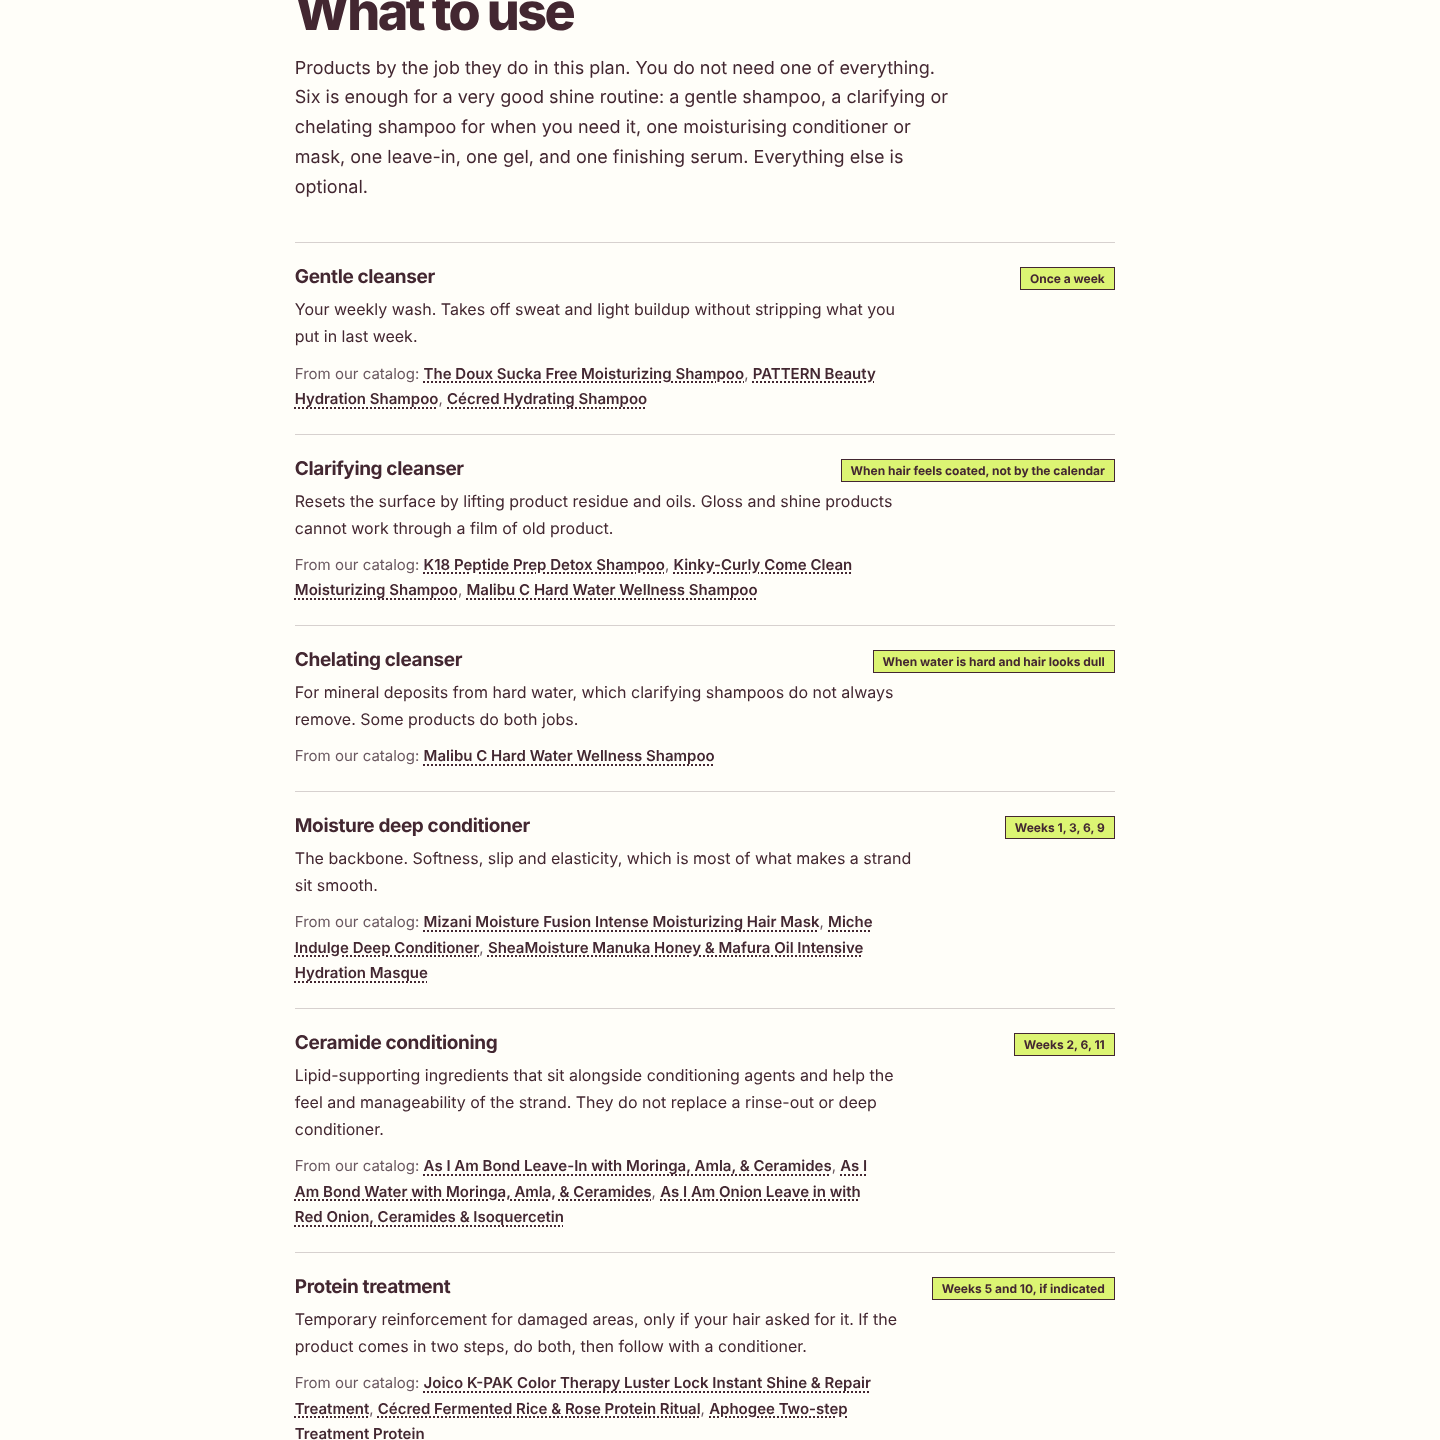 What to use
Products by the job they do in this plan. You do not need one of everything.
Six is enough for a very good shine routine: a gentle shampoo, a clarifying or
chelating shampoo for when you need it, one moisturising conditioner or
mask, one leave-in, one gel, and one finishing serum. Everything else is
optional.
Gentle cleanser
Once a week
Your weekly wash. Takes off sweat and light buildup without stripping what you
put in last week.
From our catalog: The Doux Sucka Free Moisturizing Shampoo, PATTERN Beauty
Hydration Shampoo, Cécred Hydrating Shampoo
Clarifying cleanser
When hair feels coated, not by the calendar
Resets the surface by lifting product residue and oils. Gloss and shine products
cannot work through a film of old product.
From our catalog: K18 Peptide Prep Detox Shampoo, Kinky-Curly Come Clean
Moisturizing Shampoo, Malibu C Hard Water Wellness Shampoo
Chelating cleanser
When water is hard and hair looks dull
For mineral deposits from hard water, which clarifying shampoos do not always
remove. Some products do both jobs.
From our catalog: Malibu C Hard Water Wellness Shampoo
Moisture deep conditioner
Weeks 1, 3, 6, 9
The backbone. Softness, slip and elasticity, which is most of what makes a strand
sit smooth.
From our catalog: Mizani Moisture Fusion Intense Moisturizing Hair Mask, Miche
Indulge Deep Conditioner, SheaMoisture Manuka Honey & Mafura Oil Intensive
Hydration Masque
Ceramide conditioning
Weeks 2, 6, 11
Lipid-supporting ingredients that sit alongside conditioning agents and help the
feel and manageability of the strand. They do not replace a rinse-out or deep
conditioner.
From our catalog: As I Am Bond Leave-In with Moringa, Amla, & Ceramides, As I
Am Bond Water with Moringa, Amla, & Ceramides, As I Am Onion Leave in with
Red Onion, Ceramides & Isoquercetin
Protein treatment
Weeks 5 and 10, if indicated
Temporary reinforcement for damaged areas, only if your hair asked for it. If the
product comes in two steps, do both, then follow with a conditioner.
From our catalog: Joico K-PAK Color Therapy Luster Lock Instant Shine & Repair
Treatment, Cécred Fermented Rice & Rose Protein Ritual, Aphogee Two-step
Treatment Protein